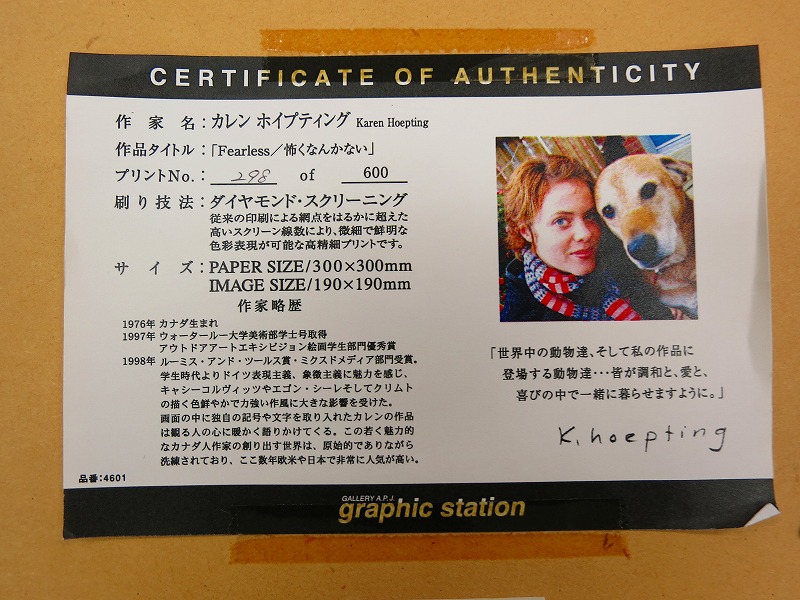 CERTIFICATE OF AUTHENTICITY
作 家 名：カレン ホイプティング Karen Hoepting
作品タイトル：「Fearless／怖くなんかない」
プリントNo.： 298 of 600
刷り技法：ダイヤモンド・スクリーニング
従来の印刷による網点をはるかに超えた
高いスクリーン線数により、微細で鮮明な
色彩表現が可能な高精細プリントです。
サ イ ズ：PAPER SIZE/300×300mm
IMAGE SIZE/190×190mm
作家略歴
1976年 カナダ生まれ
1997年 ウォータールー大学美術部学士号取得
アウトドアアートエキシビジョン絵画学生部門優秀賞
1998年 ルーミス・アンド・ツールス賞・ミクスドメディア部門受賞。
学生時代よりドイツ表現主義、象徴主義に魅力を感じ、
キャシーコルヴィッツやエゴン・シーレそしてクリムト
の描く色鮮やかで力強い作風に大きな影響を受けた。
画面の中に独自の記号や文字を取り入れたカレンの作品
は観る人の心に暖かく語りかけてくる。この若く魅力的
なカナダ人作家の創り出す世界は、原始的でありながら
洗練されており、ここ数年欧米や日本で非常に人気が高い。
品番：4601
「世界中の動物達、そして私の作品に
登場する動物達･･･皆が調和と、愛と、
喜びの中で一緒に暮らせますように。」
K. hoepting
GALLERY A.P.J.
graphic station